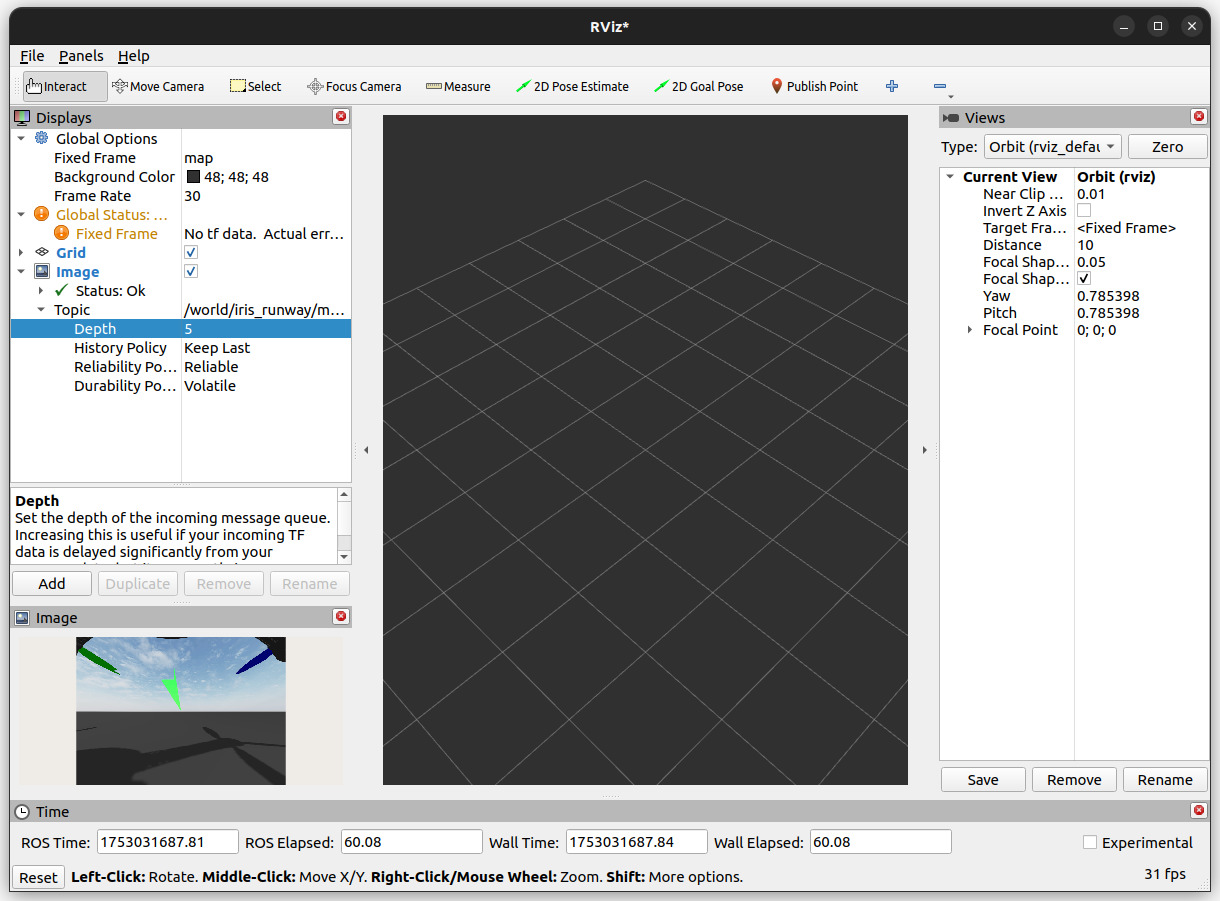 RViz*
File Panels Help
Interact Move Camera Select Focus Camera Measure 2D Pose Estimate 2D Goal Pose Publish Point
Displays
Global Options
Fixed Frame map
Background Color 48; 48; 48
Frame Rate 30
Global Status: ...
Fixed Frame No tf data.  Actual err...
Grid
Image
Status: Ok
Topic /world/iris_runway/m...
Depth 5
History Policy Keep Last
Reliability Po... Reliable
Durability Po... Volatile
Depth
Set the depth of the incoming message queue.
Increasing this is useful if your incoming TF
data is delayed significantly from your
Add Duplicate Remove Rename
Image
Views
Type: Orbit (rviz_defau Zero
Current View Orbit (rviz)
Near Clip ... 0.01
Invert Z Axis
Target Fra... <Fixed Frame>
Distance 10
Focal Shap... 0.05
Focal Shap...
Yaw 0.785398
Pitch 0.785398
Focal Point 0; 0; 0
Save Remove Rename
Time
ROS Time: 1753031687.81 ROS Elapsed: 60.08 Wall Time: 1753031687.84 Wall Elapsed: 60.08 Experimental
Reset Left-Click: Rotate. Middle-Click: Move X/Y. Right-Click/Mouse Wheel: Zoom. Shift: More options. 31 fps